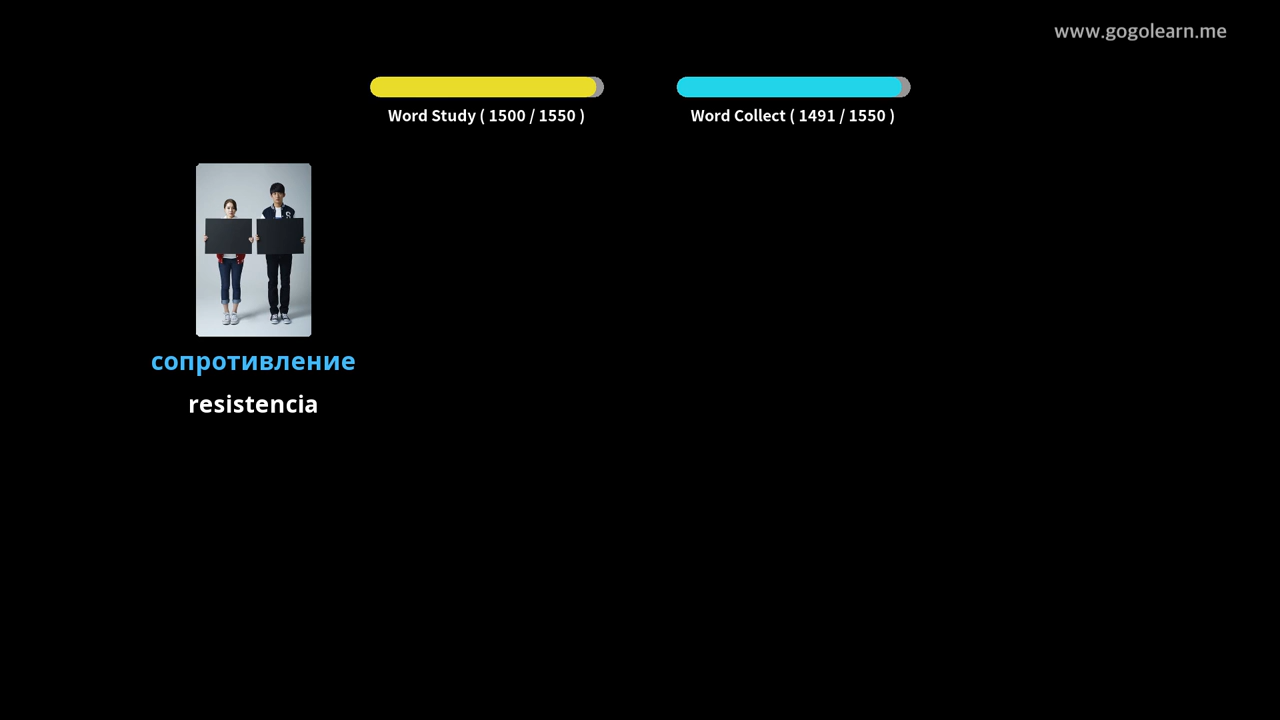 www.gogolearn.me
Word Study ( 1500 / 1550 )
Word Collect ( 1491 / 1550 )
S
сопротивление
resistencia